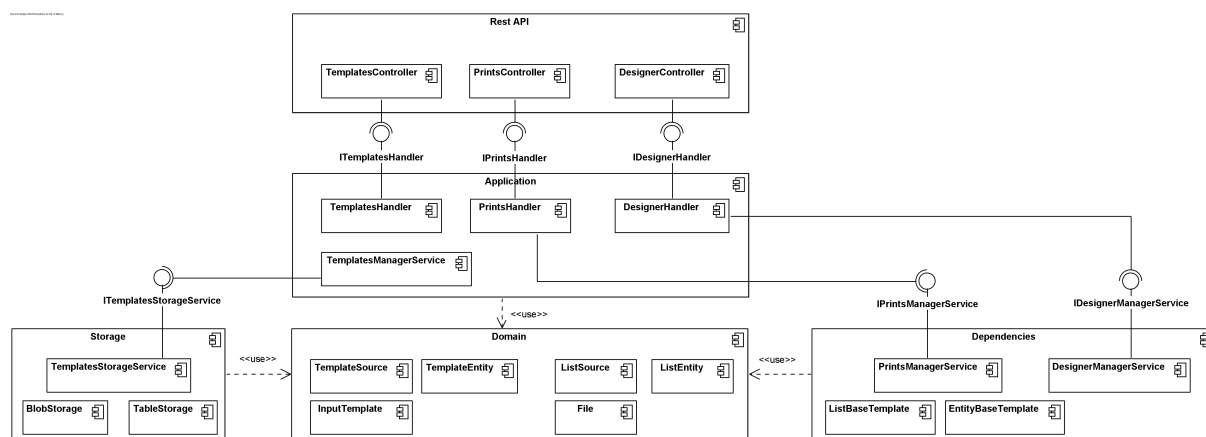 Rest API
TemplatesController
PrintsController
DesignerController
ITemplatesHandler
IPrintsHandler
IDesignerHandler
Application
TemplatesHandler
PrintsHandler
DesignerHandler
TemplatesManagerService
ITemplatesStorageService
IPrintsManagerService
IDesignerManagerService
<<use>>
Storage
Domain
Dependencies
<<use>>
<<use>>
TemplatesStorageService
TemplateSource
TemplateEntity
ListSource
ListEntity
PrintsManagerService
DesignerManagerService
BlobStorage
TableStorage
InputTemplate
File
ListBaseTemplate
EntityBaseTemplate